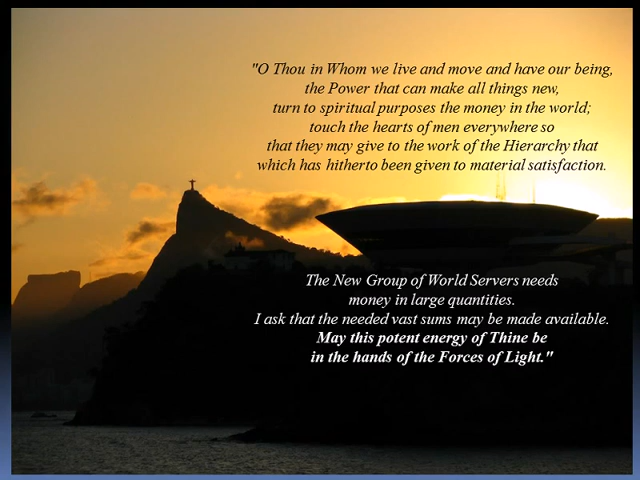 "O Thou in Whom we live and move and have our being,
the Power that can make all things new,
turn to spiritual purposes the money in the world;
touch the hearts of men everywhere so
that they may give to the work of the Hierarchy that
which has hitherto been given to material satisfaction.
The New Group of World Servers needs
money in large quantities.
I ask that the needed vast sums may be made available.
May this potent energy of Thine be
in the hands of the Forces of Light."